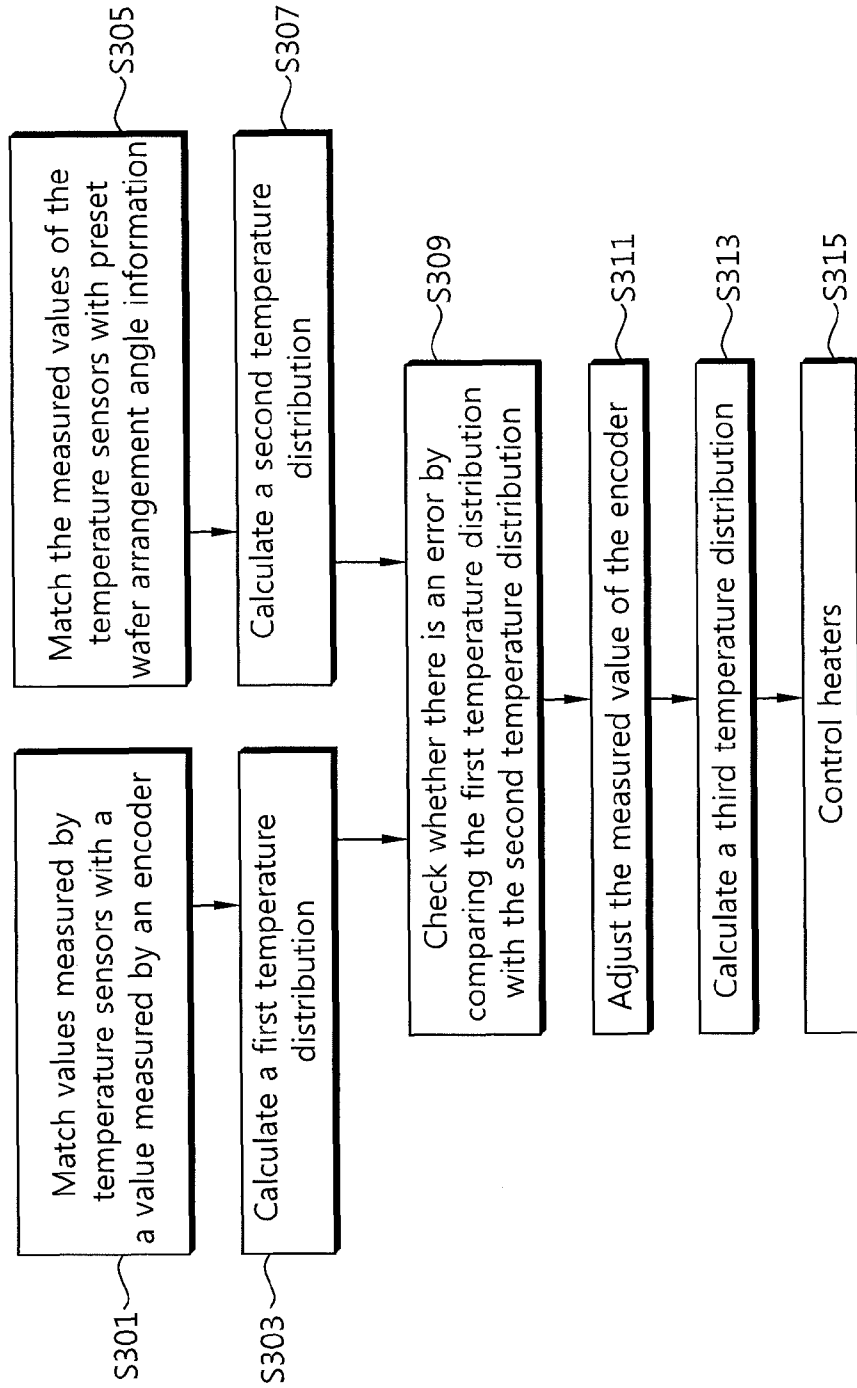 S301
Match values measured by
temperature sensors with a
a value measured by an encoder
S303
Calculate a first temperature
distribution
Match the measured values of the
temperature sensors with preset
wafer arrangement angle information
S305
Calculate a second temperature
distribution
S307
Check whether there is an error by
comparing the first temperature distribution
with the second temperature distribution
S309
Adjust the measured value of the encoder
S311
Calculate a third temperature distribution
S313
Control heaters
S315